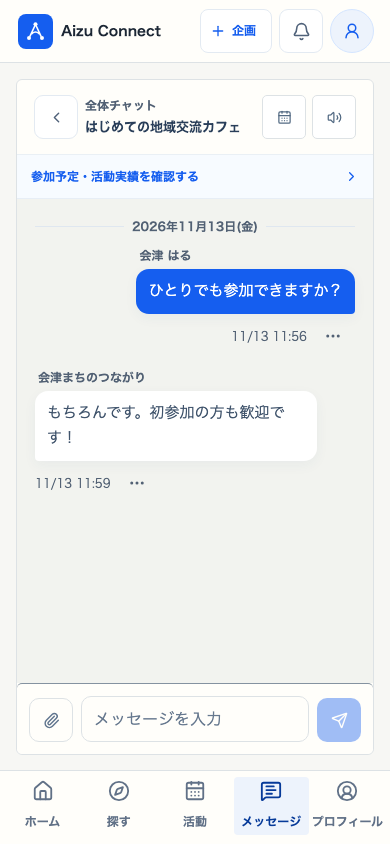 Aizu Connect
企画
全体チャット
はじめての地域交流カフェ
参加予定・活動実績を確認する
2026年11月13日(金)
会津 はる
ひとりでも参加できますか？
11/13 11:56
会津まちのつながり
もちろんです。初参加の方も歓迎で
す！
11/13 11:59
メッセージを入力
ホーム
探す
活動
メッセージ
プロフィール